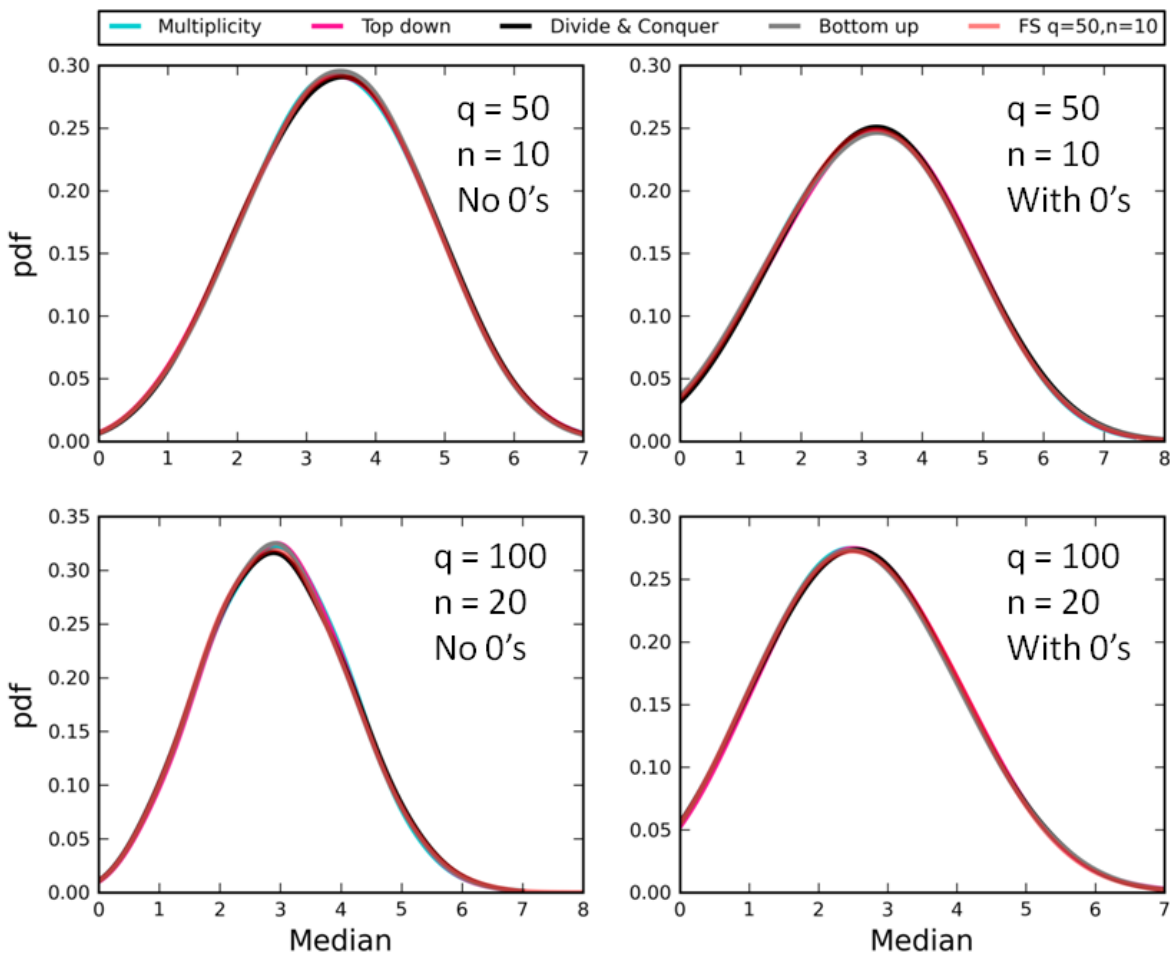 Multiplicity Top down Divide & Conquer Bottom up FS q=50,n=10
0.30
0.25
0.20
0.15
0.10
0.05
0.00
pdf
0 1 2 3 4 5 6 7
q = 50
n = 10
No 0's
0.30
0.25
0.20
0.15
0.10
0.05
0.00
0 1 2 3 4 5 6 7 8
q = 50
n = 10
With 0's
0.35
0.30
0.25
0.20
0.15
0.10
0.05
0.00
pdf
0 1 2 3 4 5 6 7 8
Median
q = 100
n = 20
No 0's
0.30
0.25
0.20
0.15
0.10
0.05
0.00
0 1 2 3 4 5 6 7
Median
q = 100
n = 20
With 0's